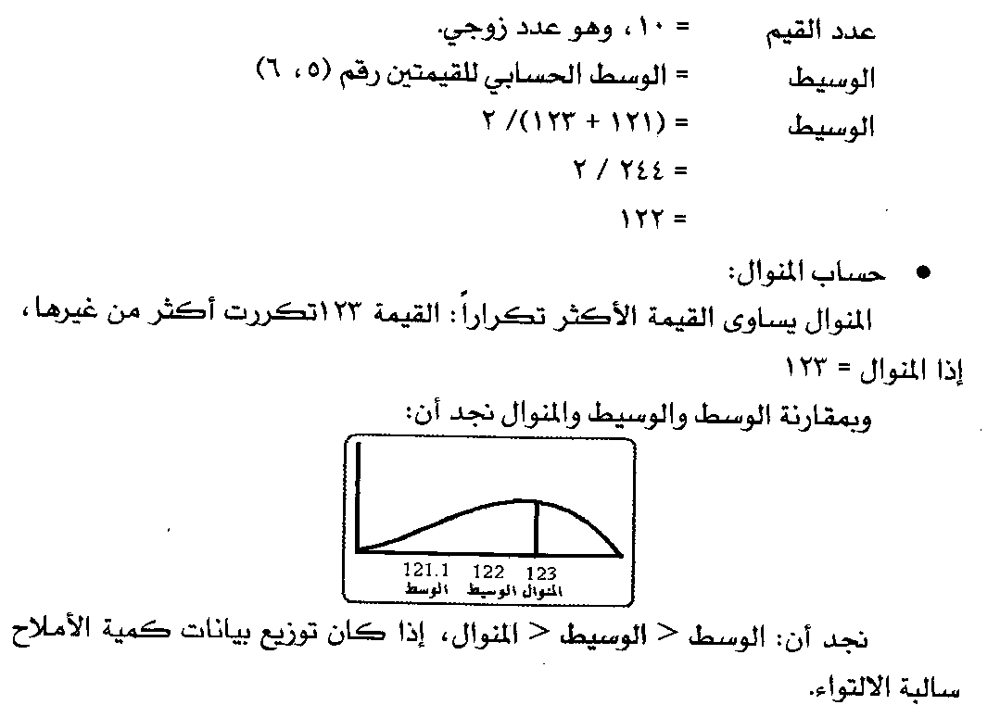 عدد القيم = ١٠، وهو عدد زوجي.
الوسيط = الوسط الحسابي للقيمتين رقم (٥، ٦)
الوسيط = (١٢١ + ١٢٣)/ ٢
= ٢٤٤ / ٢
= ١٢٢
● حساب المنوال:
المنوال يساوى القيمة الأكثر تكراراً: القيمة ١٢٣تكررت أكثر من غيرها،
إذا المنوال = ١٢٣
وبمقارنة الوسط والوسيط والمنوال نجد أن:
121.1 122 123
المنوال الوسيط الوسط
نجد أن: الوسط < الوسيط < المنوال، إذا كان توزيع بيانات كمية الأملاح
سالبة الالتواء.